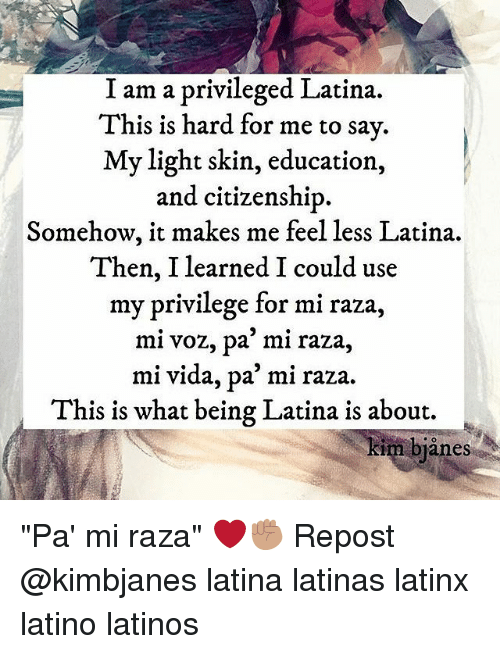 I am a privileged Latina.
This is hard for me to say.
My light skin, education,
and citizenship.
Somehow, it makes me feel less Latina.
Then, I learned I could use
my privilege for mi raza,
mi voz, pa' mi raza,
mi vida, pa' mi raza.
This is what being Latina is about.
kim bjånes
"Pa' mi raza" ❤✊🏽 Repost
@kimbjanes latina latinas latinx
latino latinos